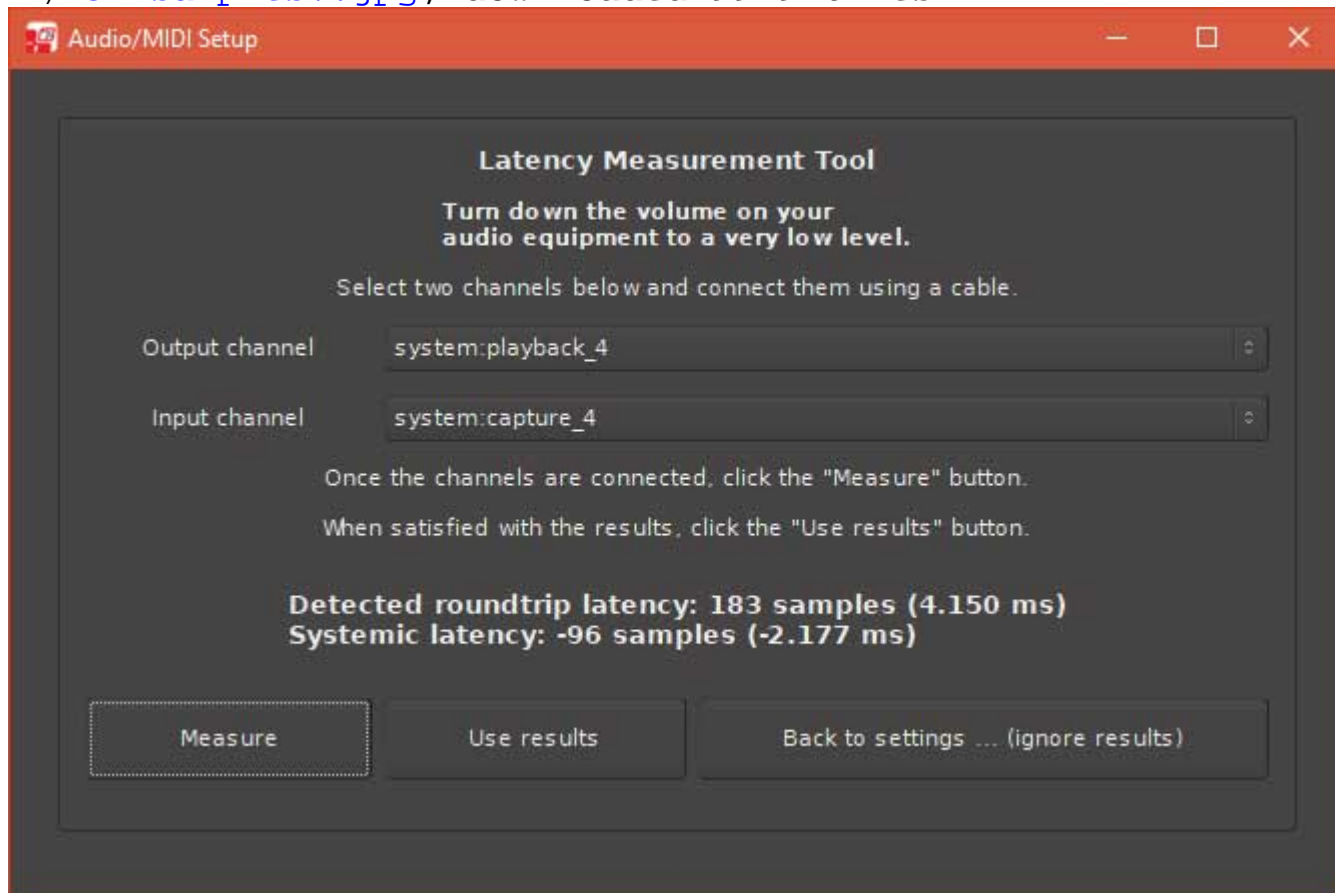 Audio/MIDI Setup
Latency Measurement Tool
Turn down the volume on your
audio equipment to a very low level.
Select two channels below and connect them using a cable.
Output channel
system:playback_4
Input channel
system:capture_4
Once the channels are connected, click the "Measure" button.
When satisfied with the results, click the "Use results" button.
Detected roundtrip latency: 183 samples (4.150 ms)
Systemic latency: -96 samples (-2.177 ms)
Measure
Use results
Back to settings ... (ignore results)